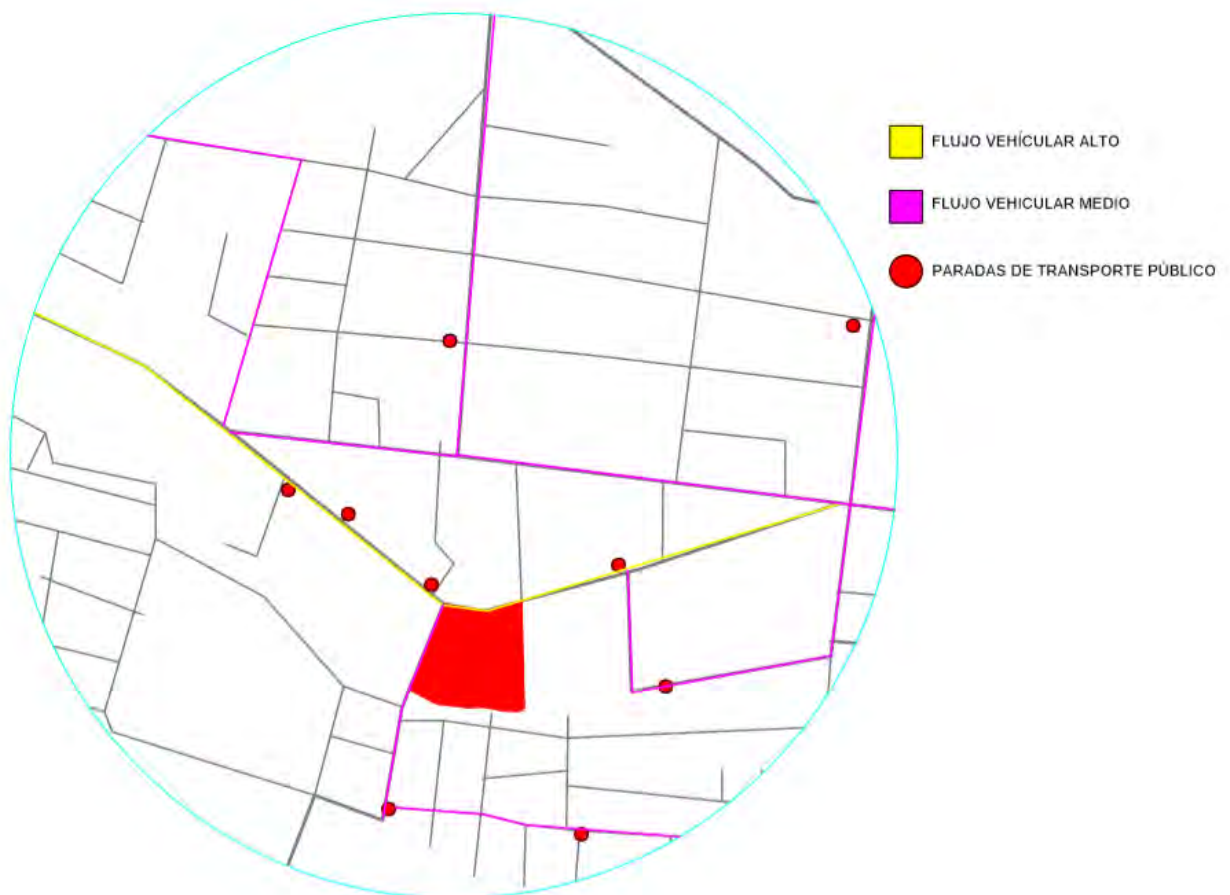 FLUJO VEHÍCULAR ALTO
FLUJO VEHICULAR MEDIO
PARADAS DE TRANSPORTE PÚBLICO